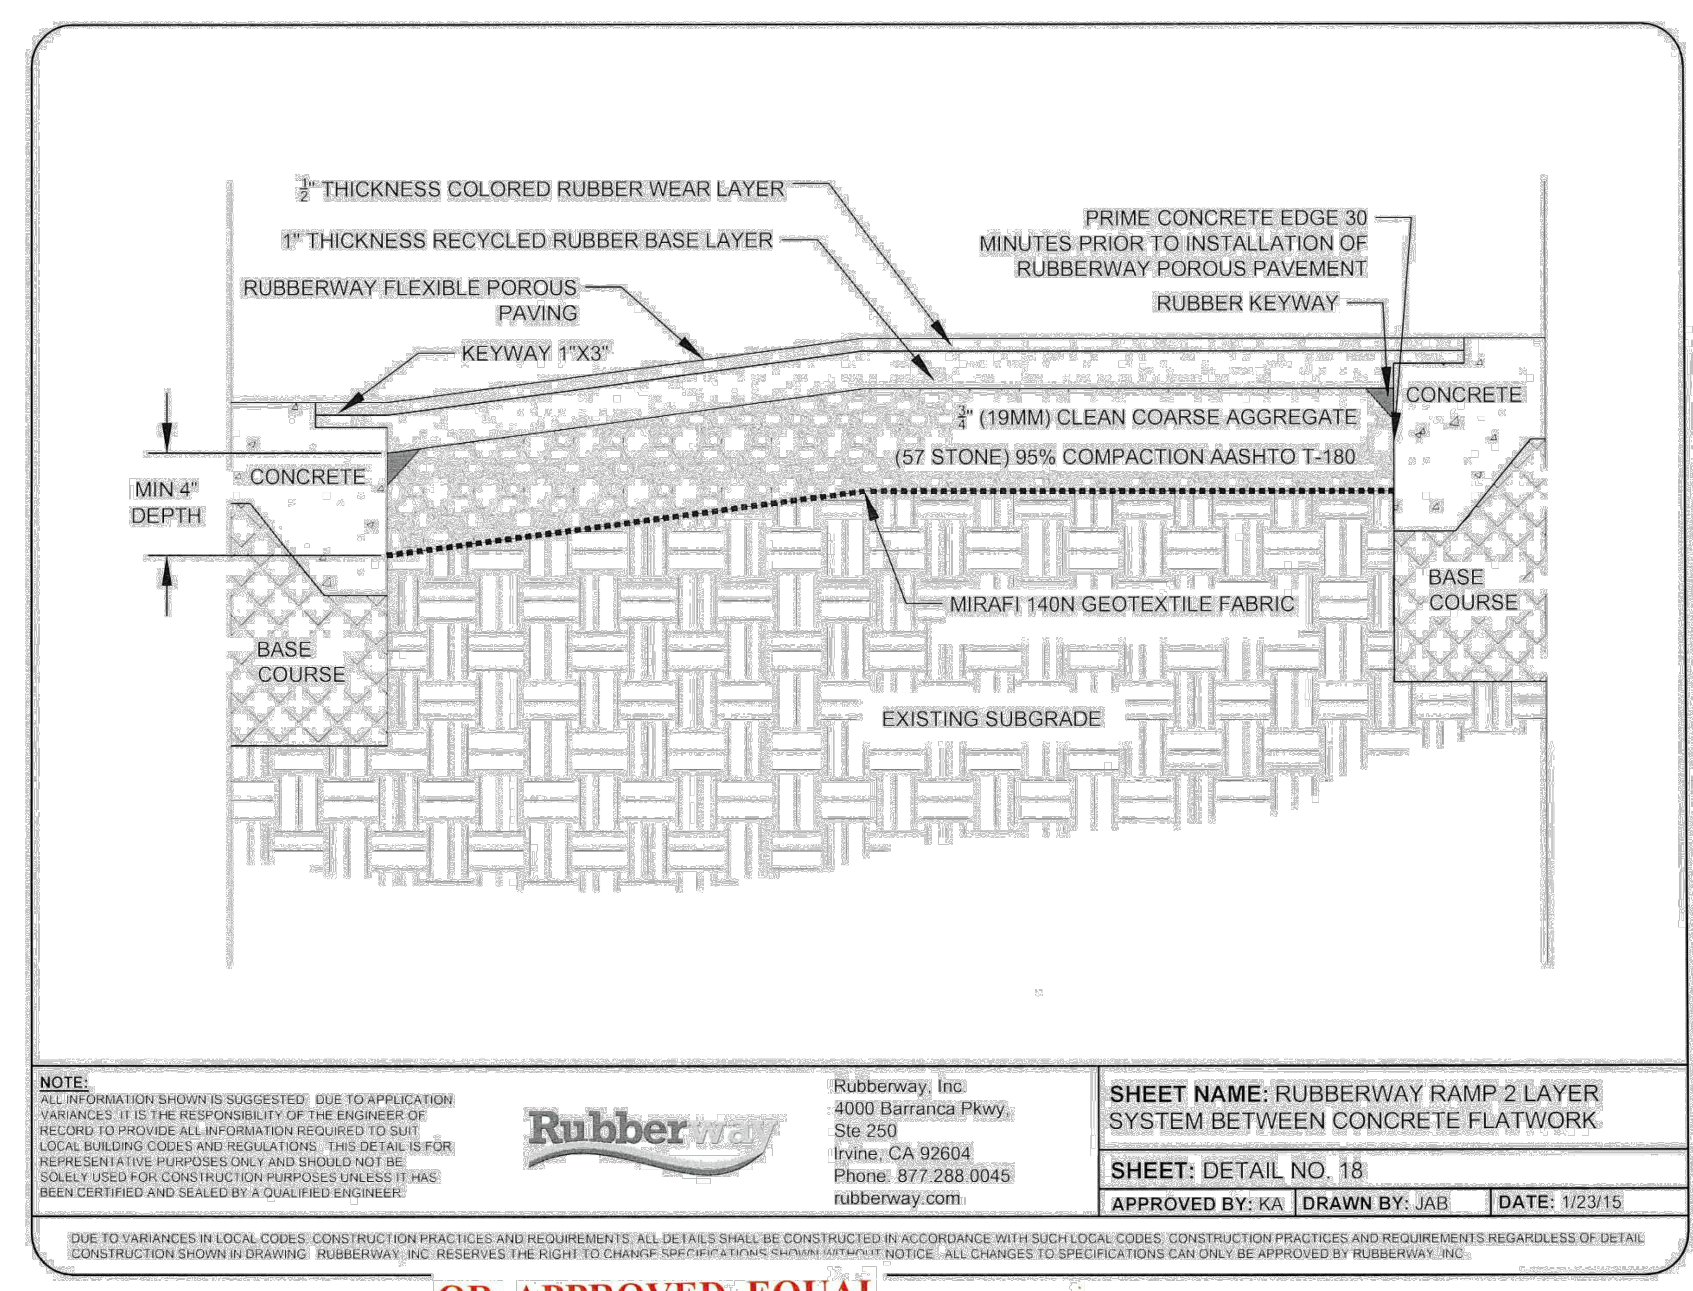 1/2" THICKNESS COLORED RUBBER WEAR LAYER
1" THICKNESS RECYCLED RUBBER BASE LAYER
RUBBERWAY FLEXIBLE POROUS
PAVING
KEYWAY 1"X3"
PRIME CONCRETE EDGE 30
MINUTES PRIOR TO INSTALLATION OF
RUBBERWAY POROUS PAVEMENT
RUBBER KEYWAY
CONCRETE
3/4" (19MM) CLEAN COARSE AGGREGATE
(57 STONE) 95% COMPACTION AASHTO T-180
CONCRETE
MIN 4"
DEPTH
MIRAFI 140N GEOTEXTILE FABRIC
BASE
COURSE
BASE
COURSE
EXISTING SUBGRADE
NOTE:
ALL INFORMATION SHOWN IS SUGGESTED. DUE TO APPLICATION
VARIANCES, IT IS THE RESPONSIBILITY OF THE ENGINEER OF
RECORD TO PROVIDE ALL INFORMATION REQUIRED TO SUIT
LOCAL BUILDING CODES AND REGULATIONS. THIS DETAIL IS FOR
REPRESENTATIVE PURPOSES ONLY AND SHOULD NOT BE
SOLELY USED FOR CONSTRUCTION PURPOSES UNLESS IT HAS
BEEN CERTIFIED AND SEALED BY A QUALIFIED ENGINEER.
Rubberway
Rubberway, Inc
4000 Barranca Pkwy,
Ste 250
Irvine, CA 92604
Phone: 877.288.0045
rubberway.com
SHEET NAME: RUBBERWAY RAMP 2 LAYER
SYSTEM BETWEEN CONCRETE FLATWORK
SHEET: DETAIL NO. 18
APPROVED BY: KA
DRAWN BY: JAB
DATE: 1/23/15
DUE TO VARIANCES IN LOCAL CODES, CONSTRUCTION PRACTICES AND REQUIREMENTS, ALL DETAILS SHALL BE CONSTRUCTED IN ACCORDANCE WITH SUCH LOCAL CODES, CONSTRUCTION PRACTICES AND REQUIREMENTS REGARDLESS OF DETAIL
CONSTRUCTION SHOWN IN DRAWING. RUBBERWAY, INC. RESERVES THE RIGHT TO CHANGE SPECIFICATIONS SHOWN WITHOUT NOTICE. ALL CHANGES TO SPECIFICATIONS CAN ONLY BE APPROVED BY RUBBERWAY, INC.
OR APPROVED EQUAL